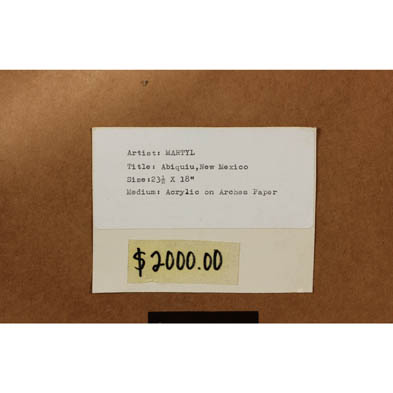 Artist: MARTYL
Title: Abiquiu,New Mexico
Size:23½ X 18"
Medium: Acrylic on Arches Paper
$2000.00